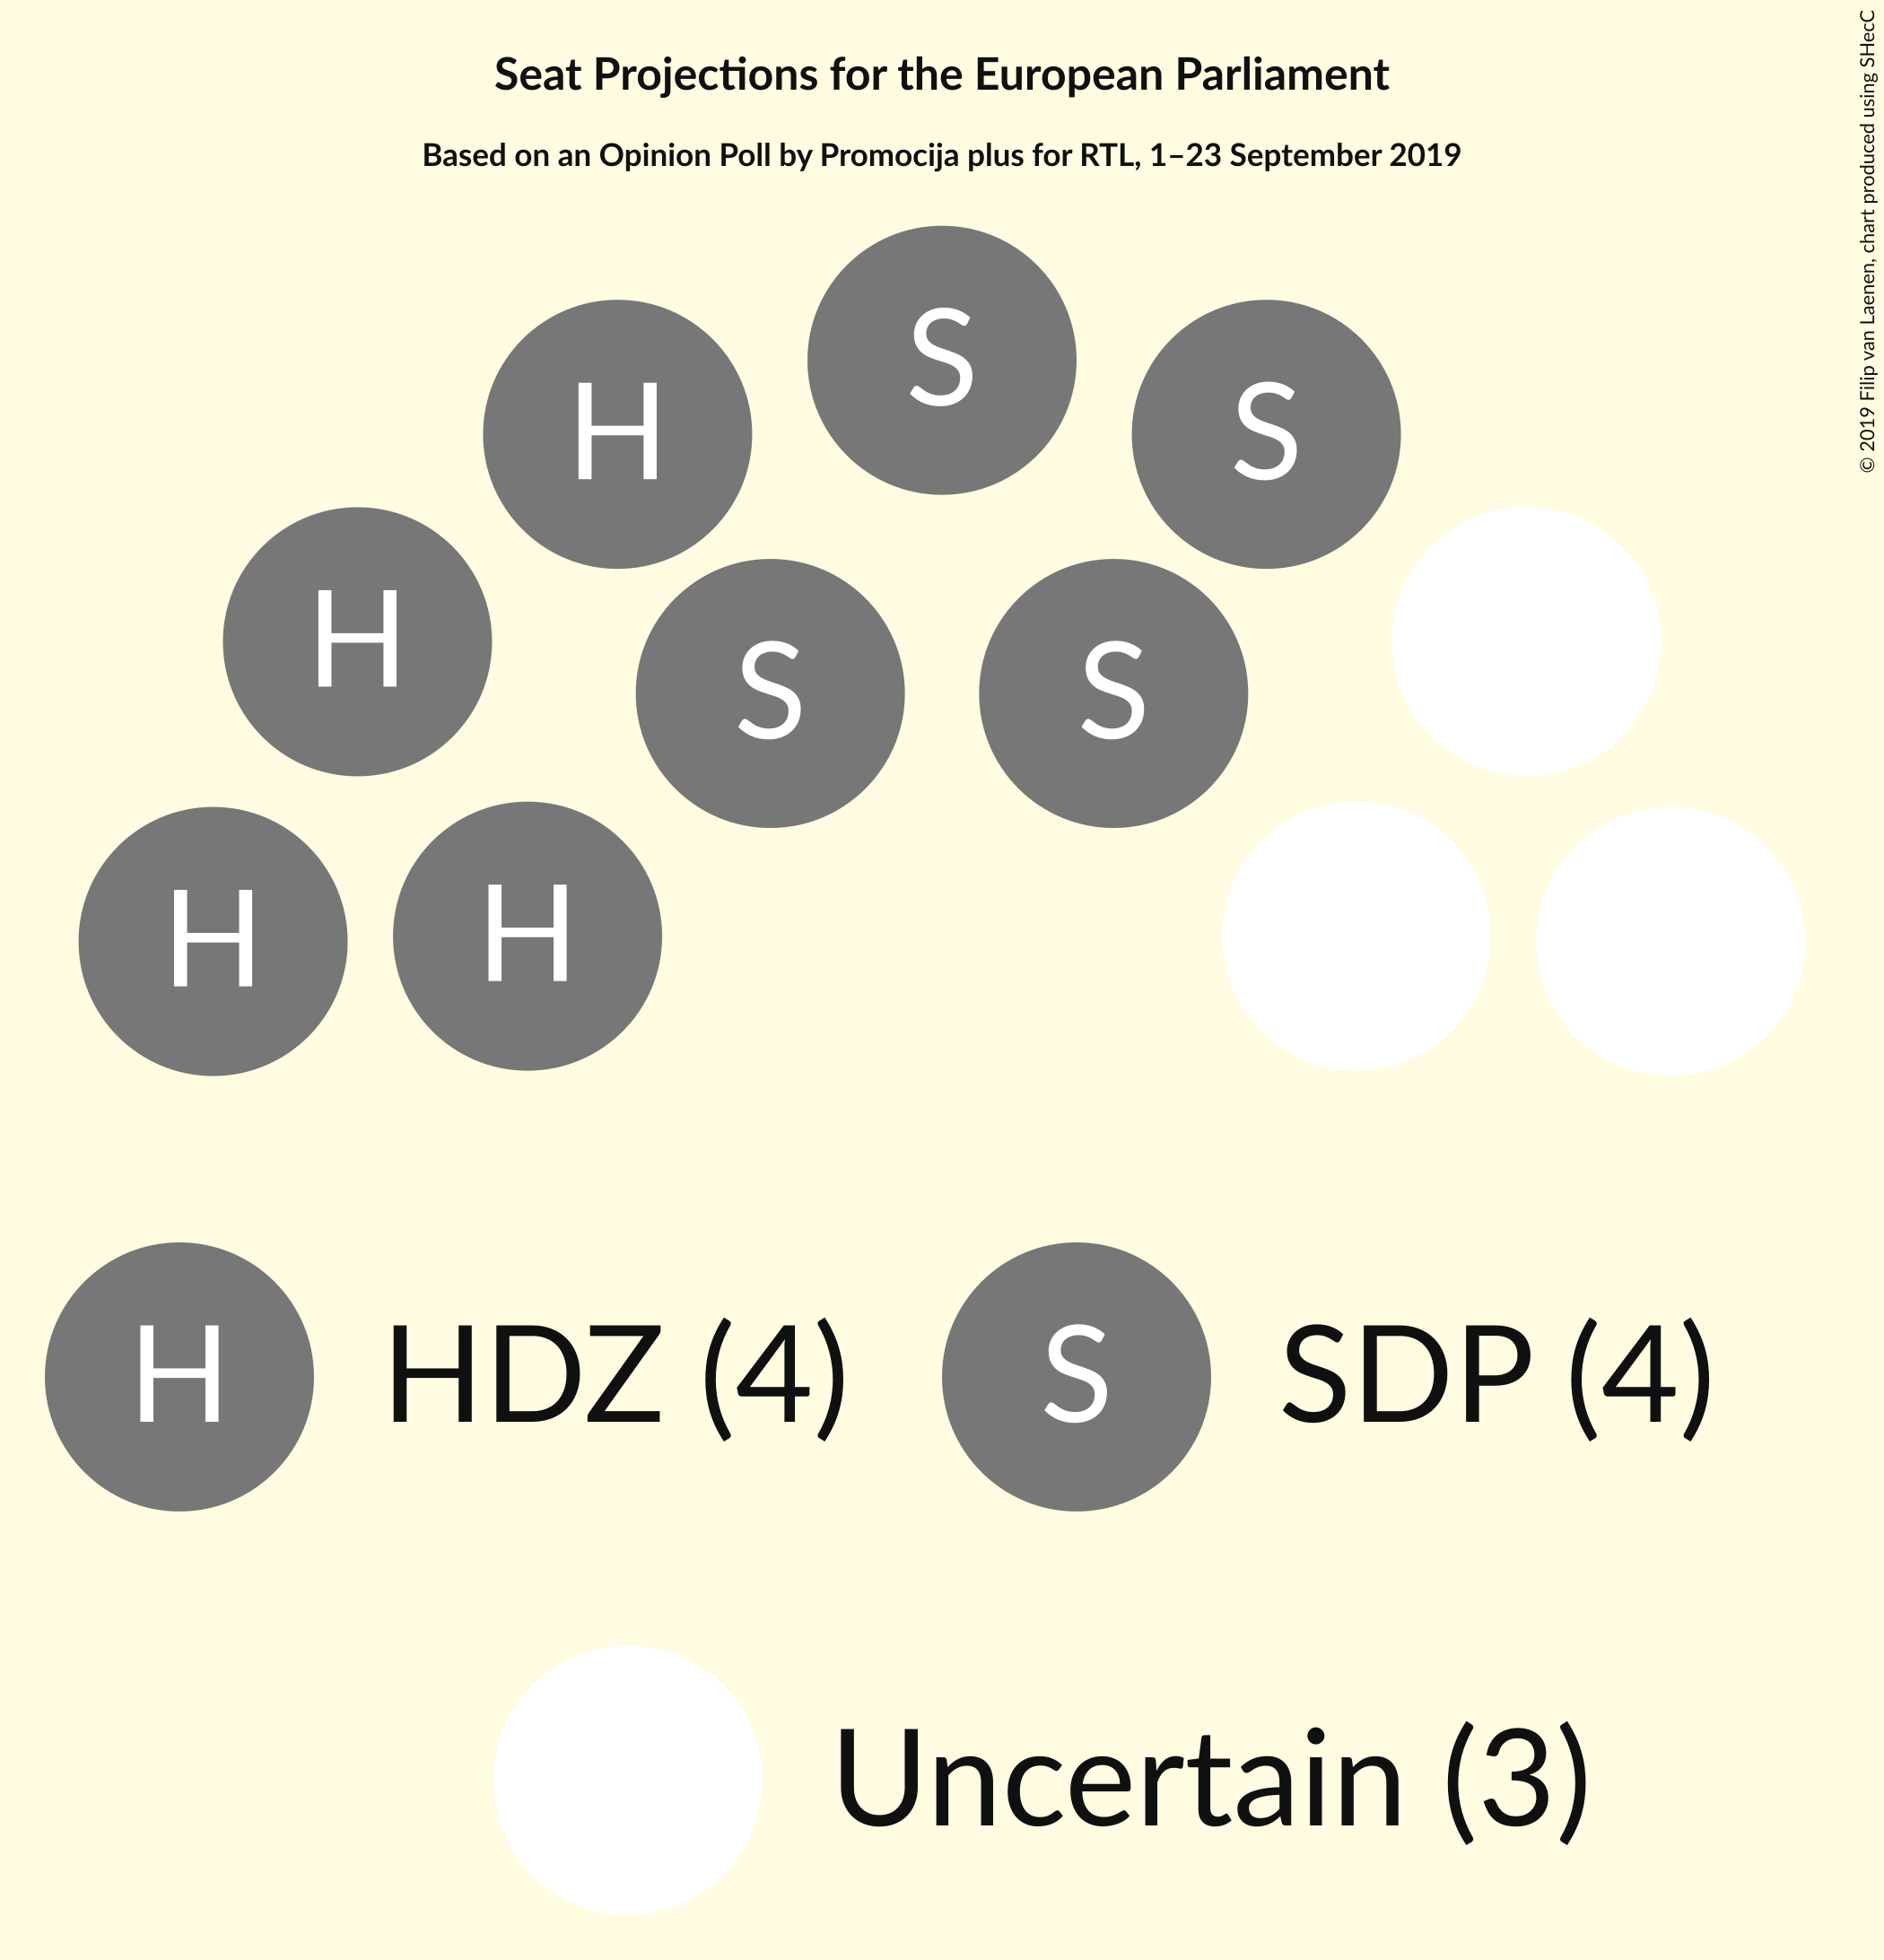 Seat Projections for the European Parliament
Based on an Opinion Poll by Promocija plus for RTL, 1–23 September 2019
© 2019 Filip van Laenen, chart produced using SHecC
S
H
S
H
S
S
H
H
H HDZ (4)
S SDP (4)
Uncertain (3)